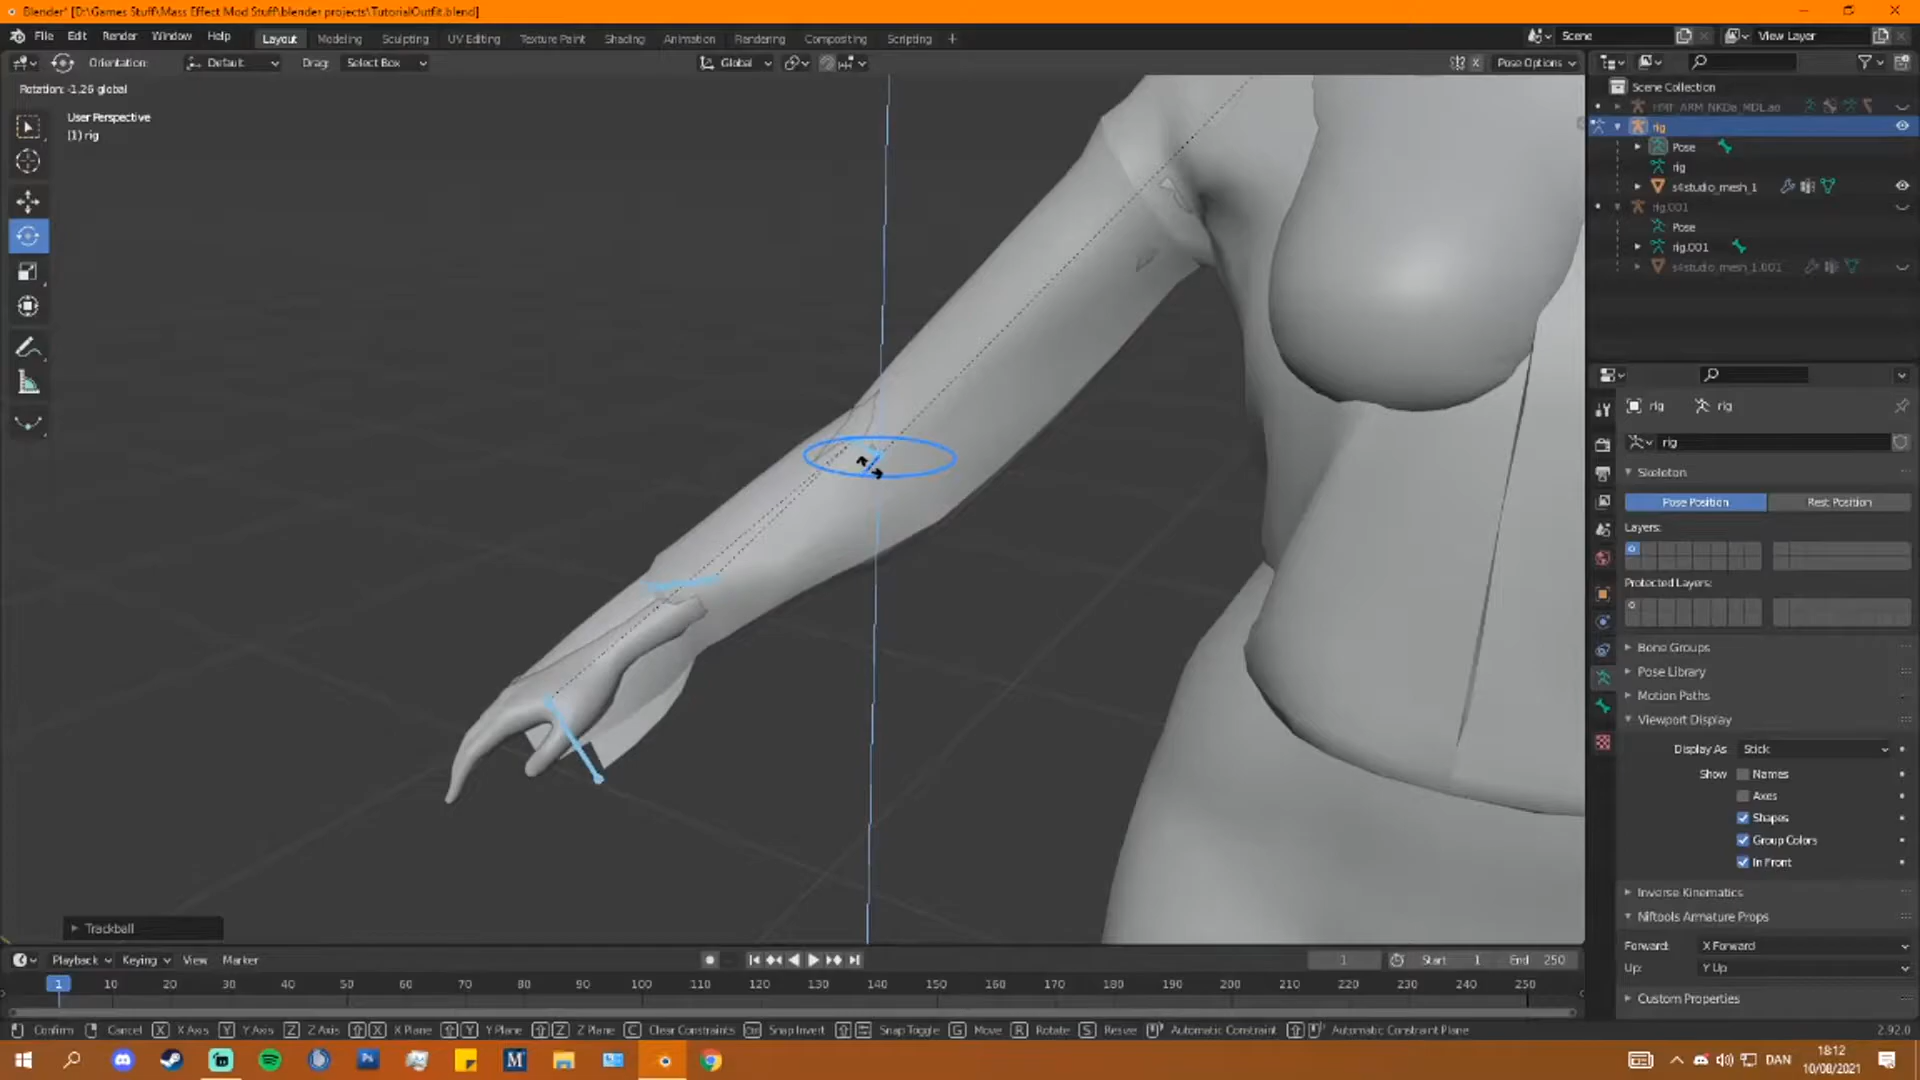 Blender* [D:\Games Stuff\Mass Effect Mod Stuff\blender projects\TutorialOutfit.blend]
File Edit Render Window Help Layout Modeling Sculpting UV Editing Texture Paint Shading Animation Rendering Compositing Scripting + Scene View Layer
Orientation: Default Drag: Select Box Global X Pose Options
Rotation: -1.26 global
User Perspective
(1) rig
Scene Collection
HMF_ARM_NKDa_MDL.ao
rig
Pose
rig
s4studio_mesh_1
rig.001
Pose
rig.001
s4studio_mesh_1.001
rig rig
rig
Skeleton
Pose Position Rest Position
Layers:
Protected Layers:
Bone Groups
Pose Library
Motion Paths
Viewport Display
Display As Stick
Show Names
Axes
Shapes
Group Colors
In Front
Inverse Kinematics
Niftools Armature Props
Forward: X Forward
Up: Y Up
Custom Properties
Trackball
Playback Keying View Marker 1 Start 1 End 250
1 10 20 30 40 50 60 70 80 90 100 110 120 130 140 150 160 170 180 190 200 210 220 230 240 250
Confirm Cancel X X Axis Y Y Axis Z Z Axis X X Plane Y Y Plane Z Z Plane C Clear Constraints Snap Invert Snap Toggle G Move R Rotate S Resize Automatic Constraint Automatic Constraint Plane 2.92.0
DAN
18:12
10/08/2021